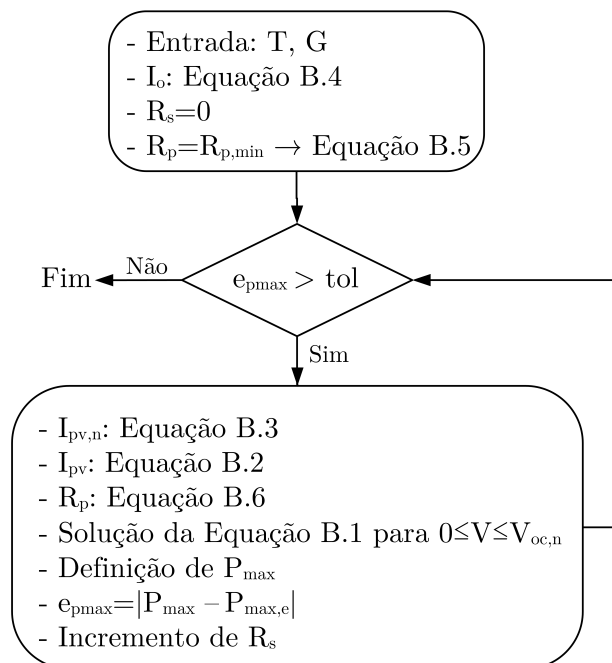 - Entrada: T, G
- Iₒ: Equação B.4
- Rₛ=0
- Rₚ=Rₚ,ₘᵢₙ → Equação B.5
eₚₘₐₓ > tol
Não
Fim
Sim
- Iₚᵥ,ₙ: Equação B.3
- Iₚᵥ: Equação B.2
- Rₚ: Equação B.6
- Solução da Equação B.1 para 0≤V≤V_{oc,n}
- Definição de Pₘₐₓ
- eₚₘₐₓ=|Pₘₐₓ – Pₘₐₓ,ₑ|
- Incremento de Rₛ